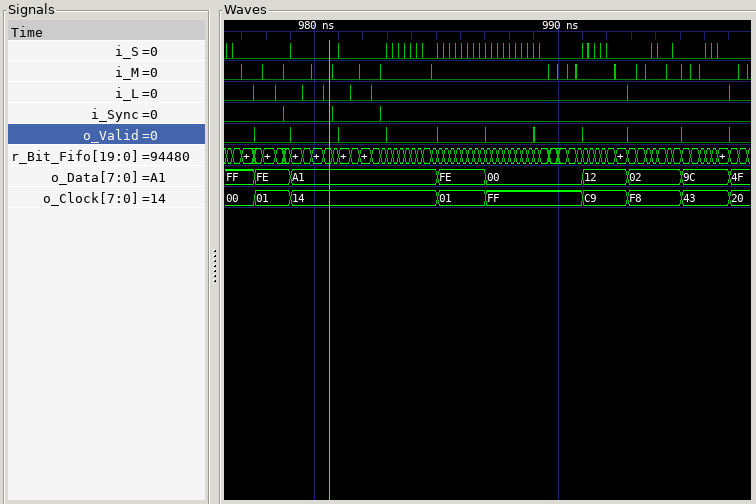 Signals
Time
i_S=0
i_M=0
i_L=0
i_Sync=0
o_Valid=0
r_Bit_Fifo[19:0]=94480
o_Data[7:0]=A1
o_Clock[7:0]=14
Waves
980 ns 990 ns
+ + + + + + + +
FF FE A1 FE 00 12 02 9C 4F
00 01 14 01 FF C9 F8 43 20